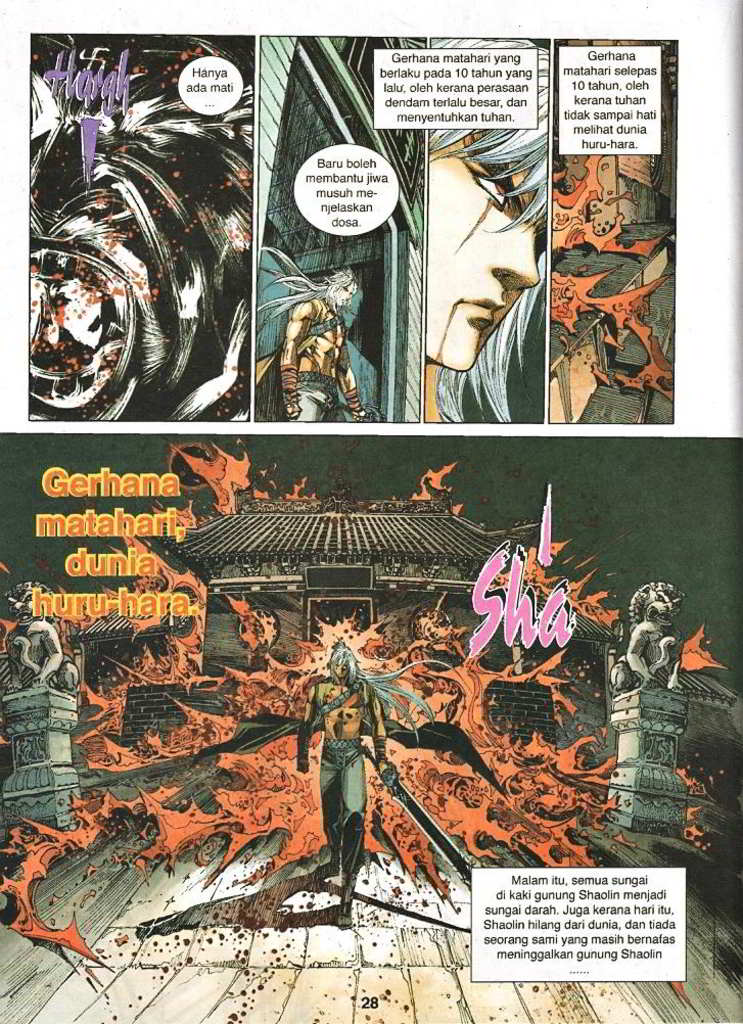 Hargh
!
Hánya
ada mati
...
Baru boleh
membantu jiwa
musuh me-
njelaskan
dosa.
Gerhana matahari yang
berlaku pada 10 tahun yang
lalu, oleh kerana perasaan
dendam terlalu besar, dan
menyentuhkan tuhan.
Gerhana
matahari selepas
10 tahun, oleh
kerana tuhan
tidak sampai hati
melihat dunia
huru-hara.
Gerhana
matahari,
dunia
huru-hara.
Sha
!
Malam itu, semua sungai
di kaki gunung Shaolin menjadi
sungai darah. Juga kerana hari itu,
Shaolin hilang dari dunia, dan tiada
seorang sami yang masih bernafas
meninggalkan gunung Shaolin
......
28